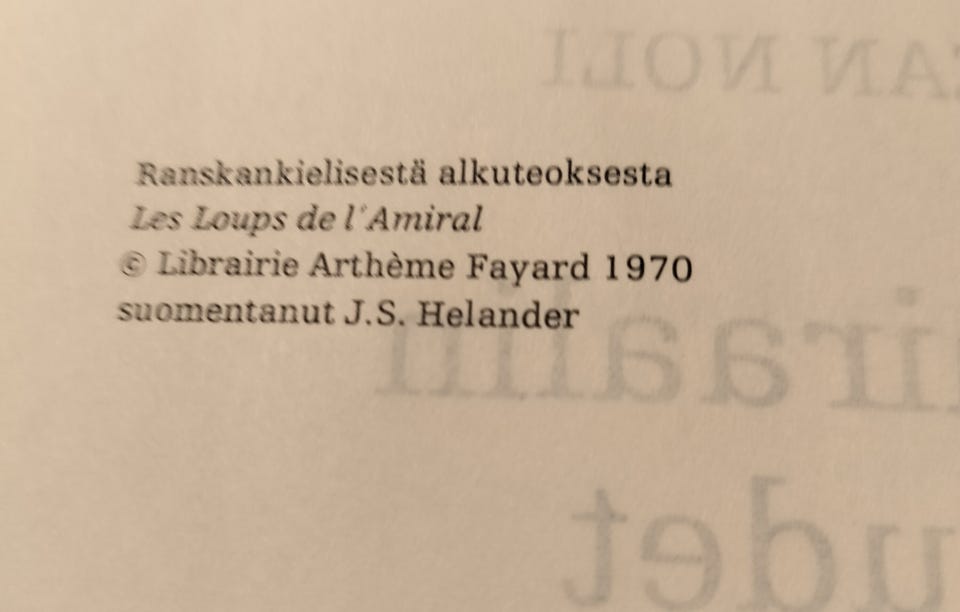 Ranskankielisestä alkuteoksesta
Les Loups de l'Amiral
© Librairie Arthème Fayard 1970
suomentanut J.S. Helander